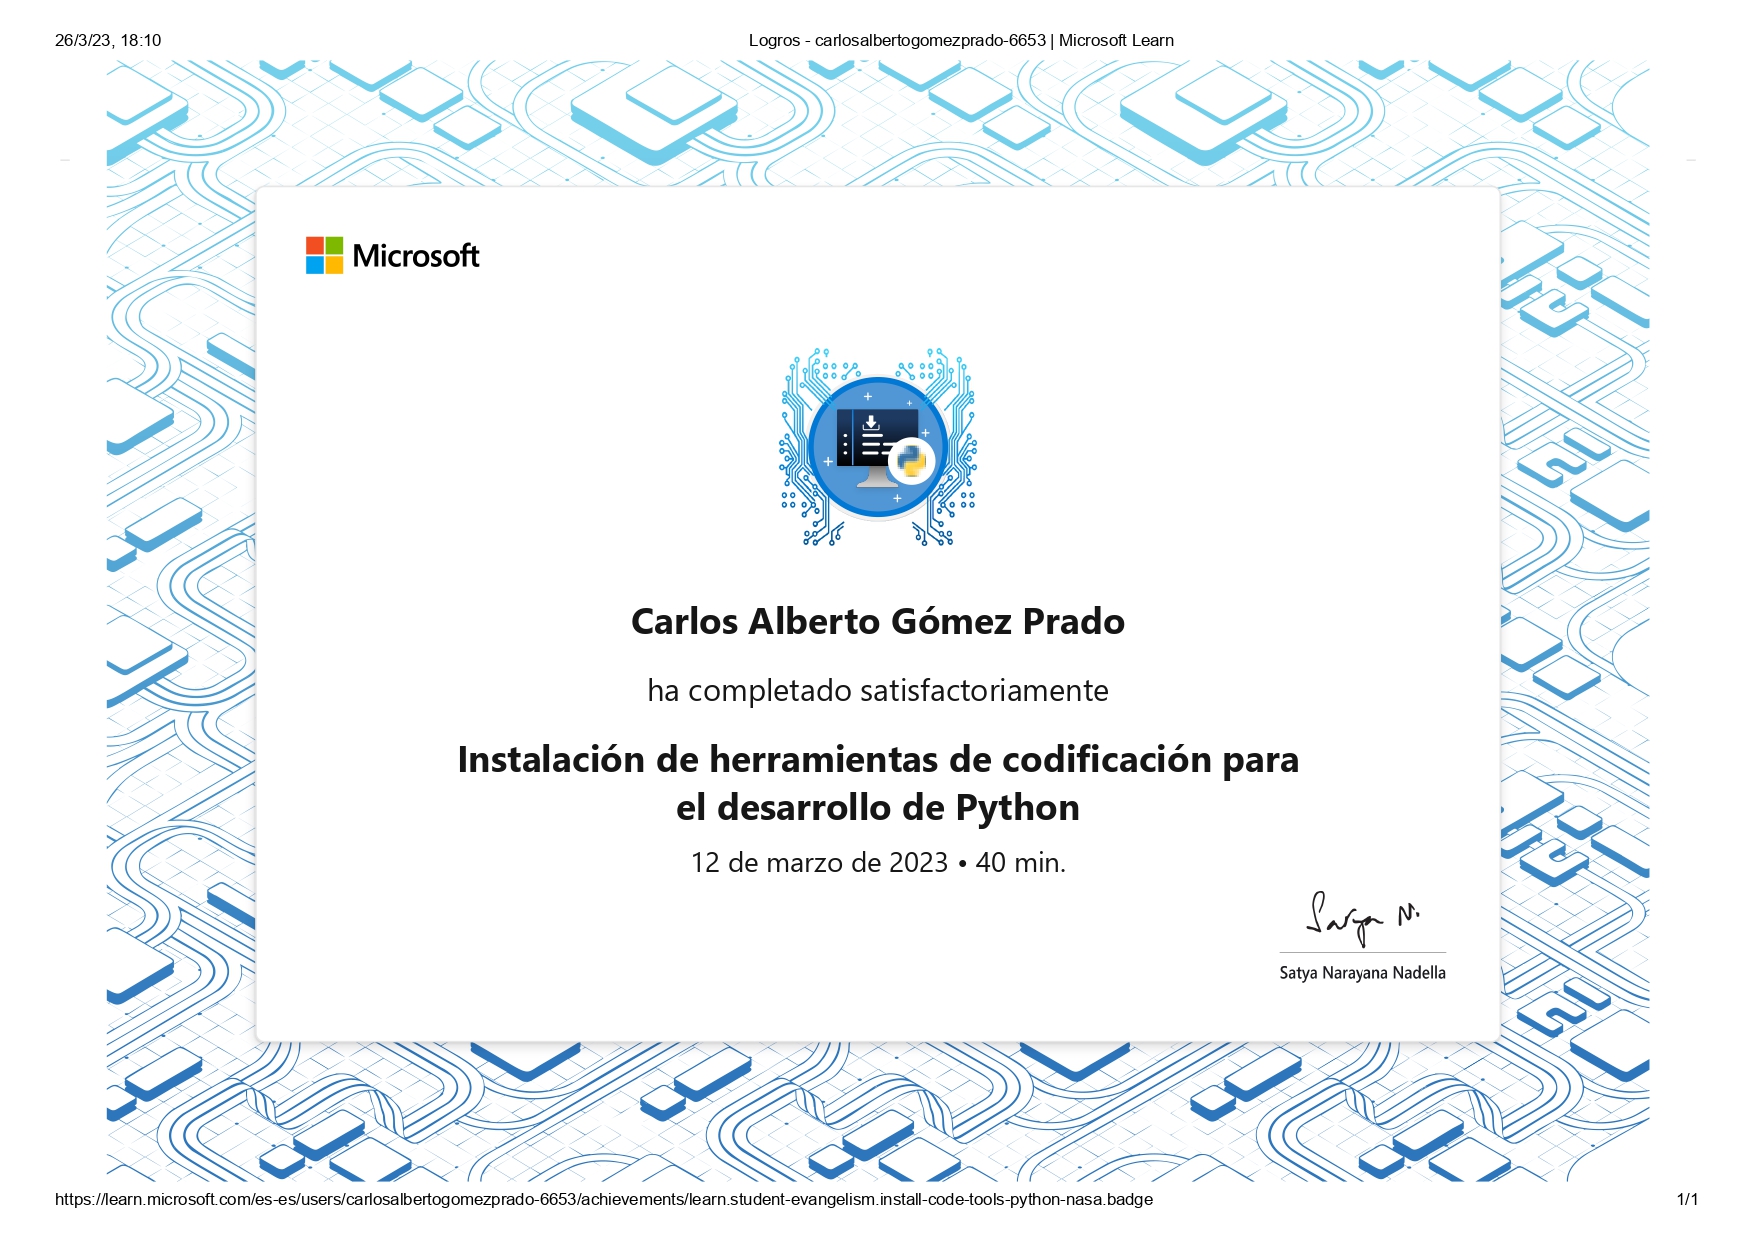 26/3/23, 18:10
Logros - carlosalbertogomezprado-6653 | Microsoft Learn
Microsoft
Carlos Alberto Gómez Prado
ha completado satisfactoriamente
Instalación de herramientas de codificación para
el desarrollo de Python
12 de marzo de 2023 • 40 min.
Satya N.
Satya Narayana Nadella
https://learn.microsoft.com/es-es/users/carlosalbertogomezprado-6653/achievements/learn.student-evangelism.install-code-tools-python-nasa.badge
1/1